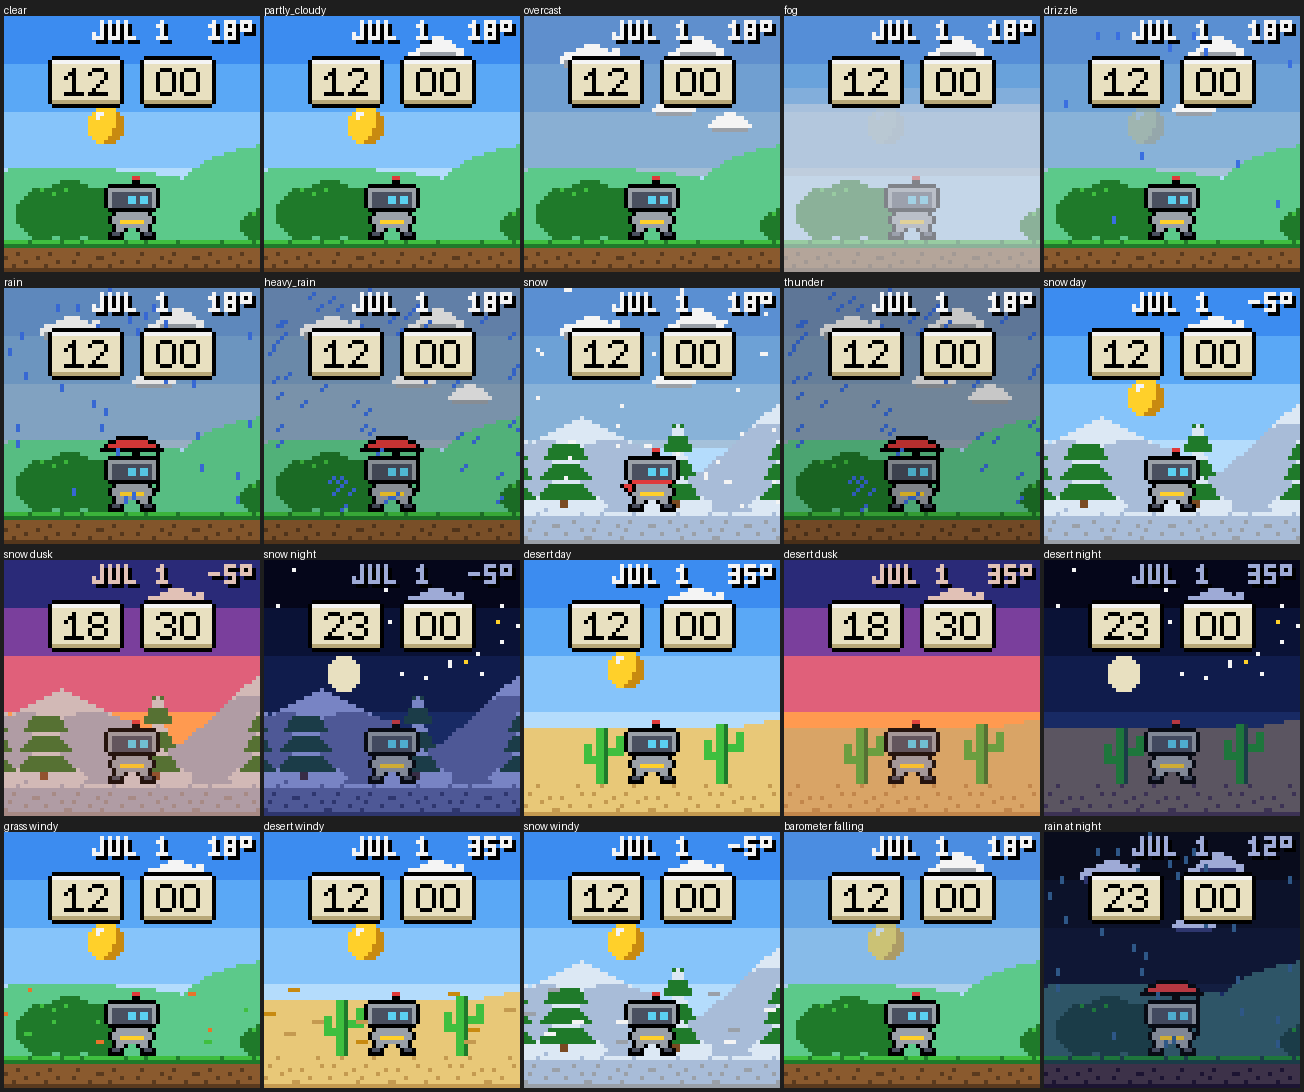 clear
JUL 1 18°
12 00
partly_cloudy
JUL 1 18°
12 00
overcast
JUL 1 18°
12 00
fog
JUL 1 18°
12 00
drizzle
JUL 1 18°
12 00
rain
JUL 1 18°
12 00
heavy_rain
JUL 1 18°
12 00
snow
JUL 1 18°
12 00
thunder
JUL 1 18°
12 00
snow day
JUL 1 -5°
12 00
snow dusk
JUL 1 -5°
18 30
snow night
JUL 1 -5°
23 00
desert day
JUL 1 35°
12 00
desert dusk
JUL 1 35°
18 30
desert night
JUL 1 35°
23 00
grass windy
JUL 1 18°
12 00
desert windy
JUL 1 35°
12 00
snow windy
JUL 1 -5°
12 00
barometer falling
JUL 1 18°
12 00
rain at night
JUL 1 12°
23 00